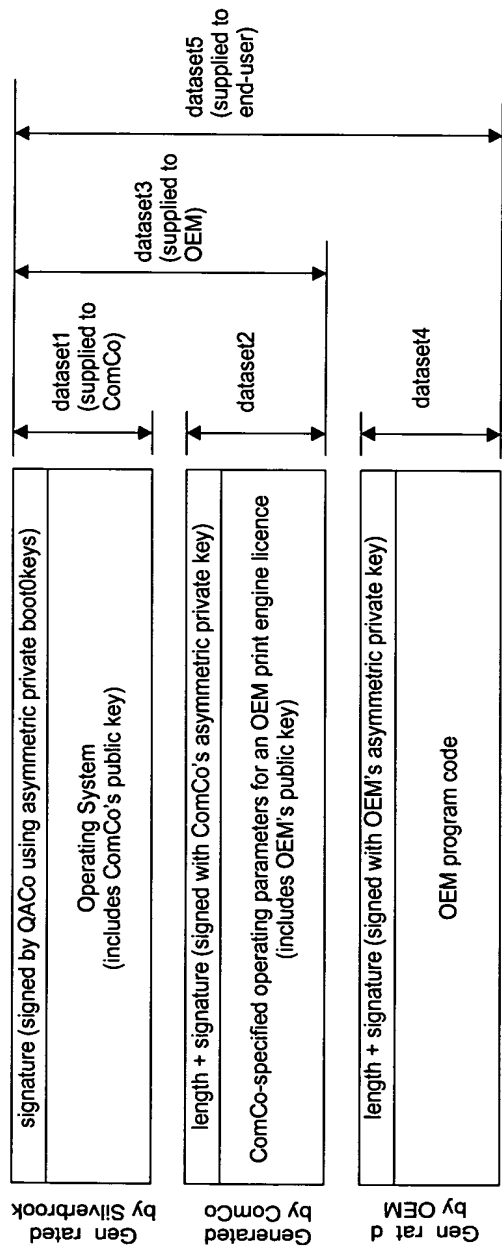 Gen rated
by Silverbrook
signature (signed by QACo using asymmetric private boot0keys)
Operating System
(includes ComCo's public key)
dataset1
(supplied to
ComCo)
Generated
by ComCo
length + signature (signed with ComCo's asymmetric private key)
ComCo-specified operating parameters for an OEM print engine licence
(includes OEM's public key)
dataset2
dataset3
(supplied to
OEM)
Gen rat d
by OEM
length + signature (signed with OEM's asymmetric private key)
OEM program code
dataset4
dataset5
(supplied to
end-user)